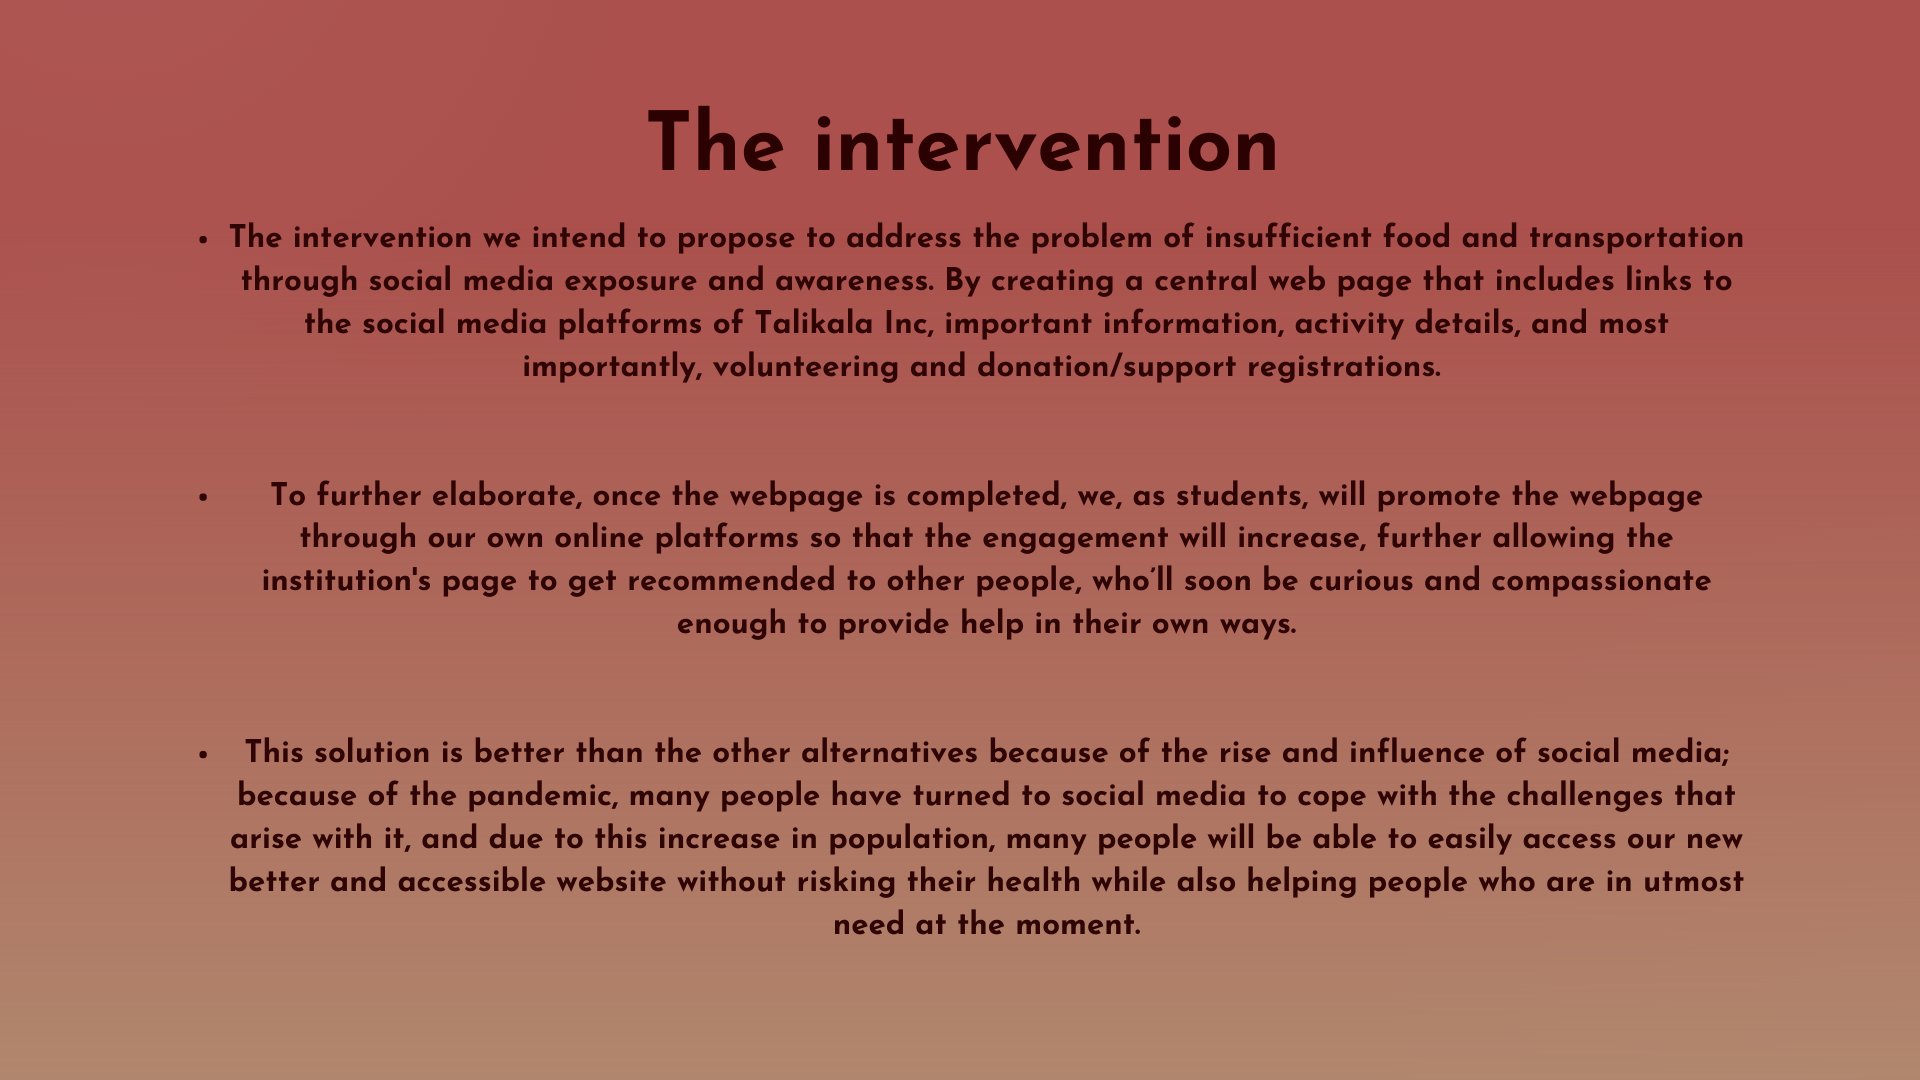 The intervention
• The intervention we intend to propose to address the problem of insufficient food and transportation
through social media exposure and awareness. By creating a central web page that includes links to
the social media platforms of Talikala Inc, important information, activity details, and most
importantly, volunteering and donation/support registrations.
• To further elaborate, once the webpage is completed, we, as students, will promote the webpage
through our own online platforms so that the engagement will increase, further allowing the
institution's page to get recommended to other people, who’ll soon be curious and compassionate
enough to provide help in their own ways.
• This solution is better than the other alternatives because of the rise and influence of social media;
because of the pandemic, many people have turned to social media to cope with the challenges that
arise with it, and due to this increase in population, many people will be able to easily access our new
better and accessible website without risking their health while also helping people who are in utmost
need at the moment.